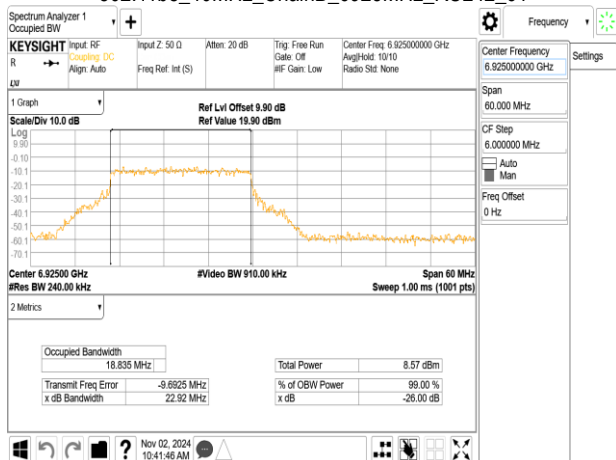 Spectrum Analyzer 1
Occupied BW
Frequency
Settings
KEYSIGHT
R
Input: RF
Coupling: DC
Align: Auto
Input Z: 50 Ω
Freq Ref: Int (S)
Atten: 20 dB
Trig: Free Run
Gate: Off
#IF Gain: Low
Center Freq: 6.925000000 GHz
Avg|Hold: 10/10
Radio Std: None
Center Frequency
6.925000000 GHz
Span
60.000 MHz
CF Step
6.000000 MHz
Auto
Man
Freq Offset
0 Hz
1 Graph
Scale/Div 10.0 dB
Ref Lvl Offset 9.90 dB
Ref Value 19.90 dBm
Log
9.90
-0.10
-10.1
-20.1
-30.1
-40.1
-50.1
-60.1
-70.1
Center 6.92500 GHz
#Video BW 910.00 kHz
Span 60 MHz
#Res BW 240.00 kHz
Sweep 1.00 ms (1001 pts)
2 Metrics
Occupied Bandwidth
18.835 MHz
Total Power
8.57 dBm
Transmit Freq Error
-9.6925 MHz
% of OBW Power
99.00 %
x dB Bandwidth
22.92 MHz
x dB
-26.00 dB
Nov 02, 2024
10:41:46 AM